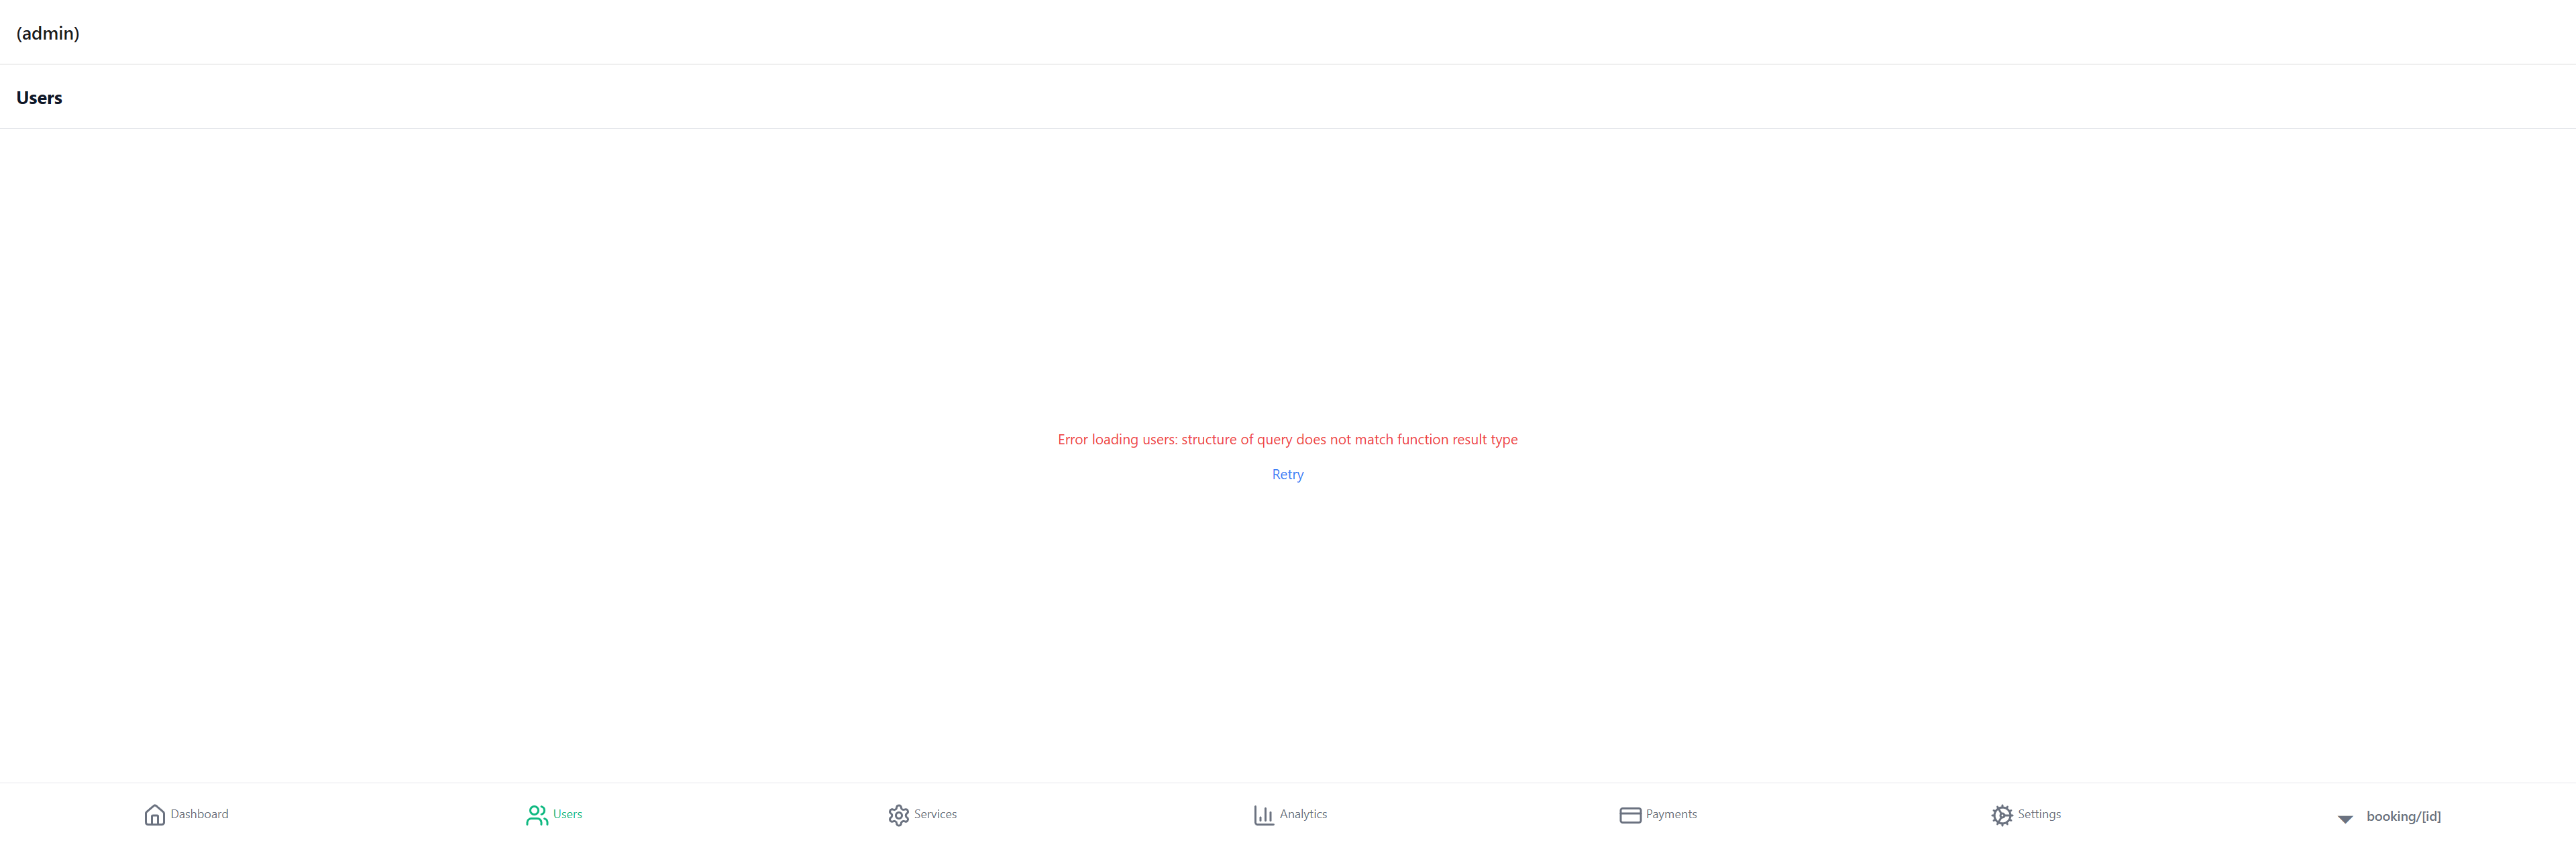 (admin)
Users
Error loading users: structure of query does not match function result type
Retry
Dashboard
Users
Services
Analytics
Payments
Settings
booking/[id]